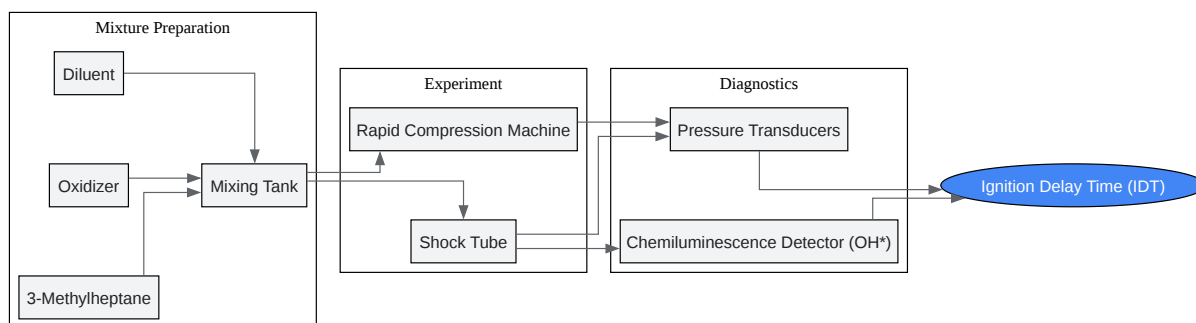 Mixture Preparation
Diluent
Oxidizer
3-Methylheptane
Mixing Tank
Experiment
Rapid Compression Machine
Shock Tube
Diagnostics
Pressure Transducers
Chemiluminescence Detector (OH*)
Ignition Delay Time (IDT)